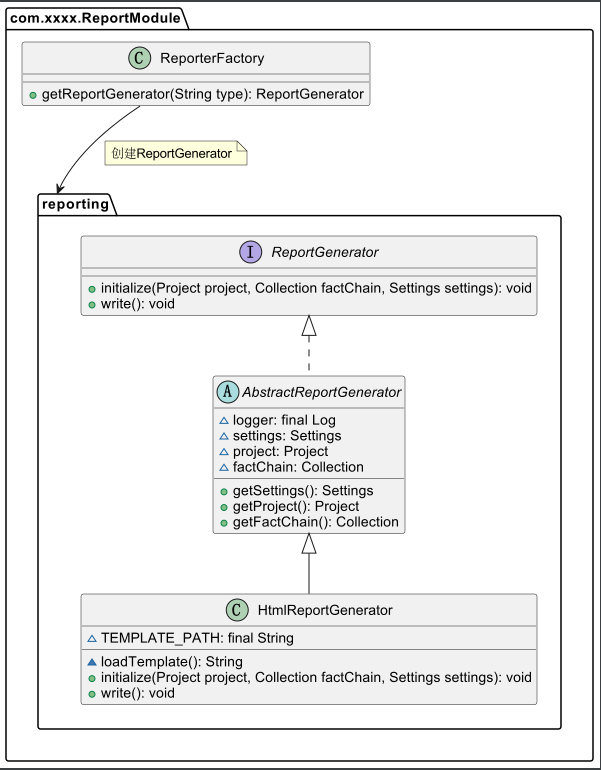 com.xxxx.ReportModule
C ReporterFactory
getReportGenerator(String type): ReportGenerator
创建ReportGenerator
reporting
I ReportGenerator
initialize(Project project, Collection factChain, Settings settings): void
write(): void
A AbstractReportGenerator
logger: final Log
settings: Settings
project: Project
factChain: Collection
getSettings(): Settings
getProject(): Project
getFactChain(): Collection
C HtmlReportGenerator
TEMPLATE_PATH: final String
loadTemplate(): String
initialize(Project project, Collection factChain, Settings settings): void
write(): void